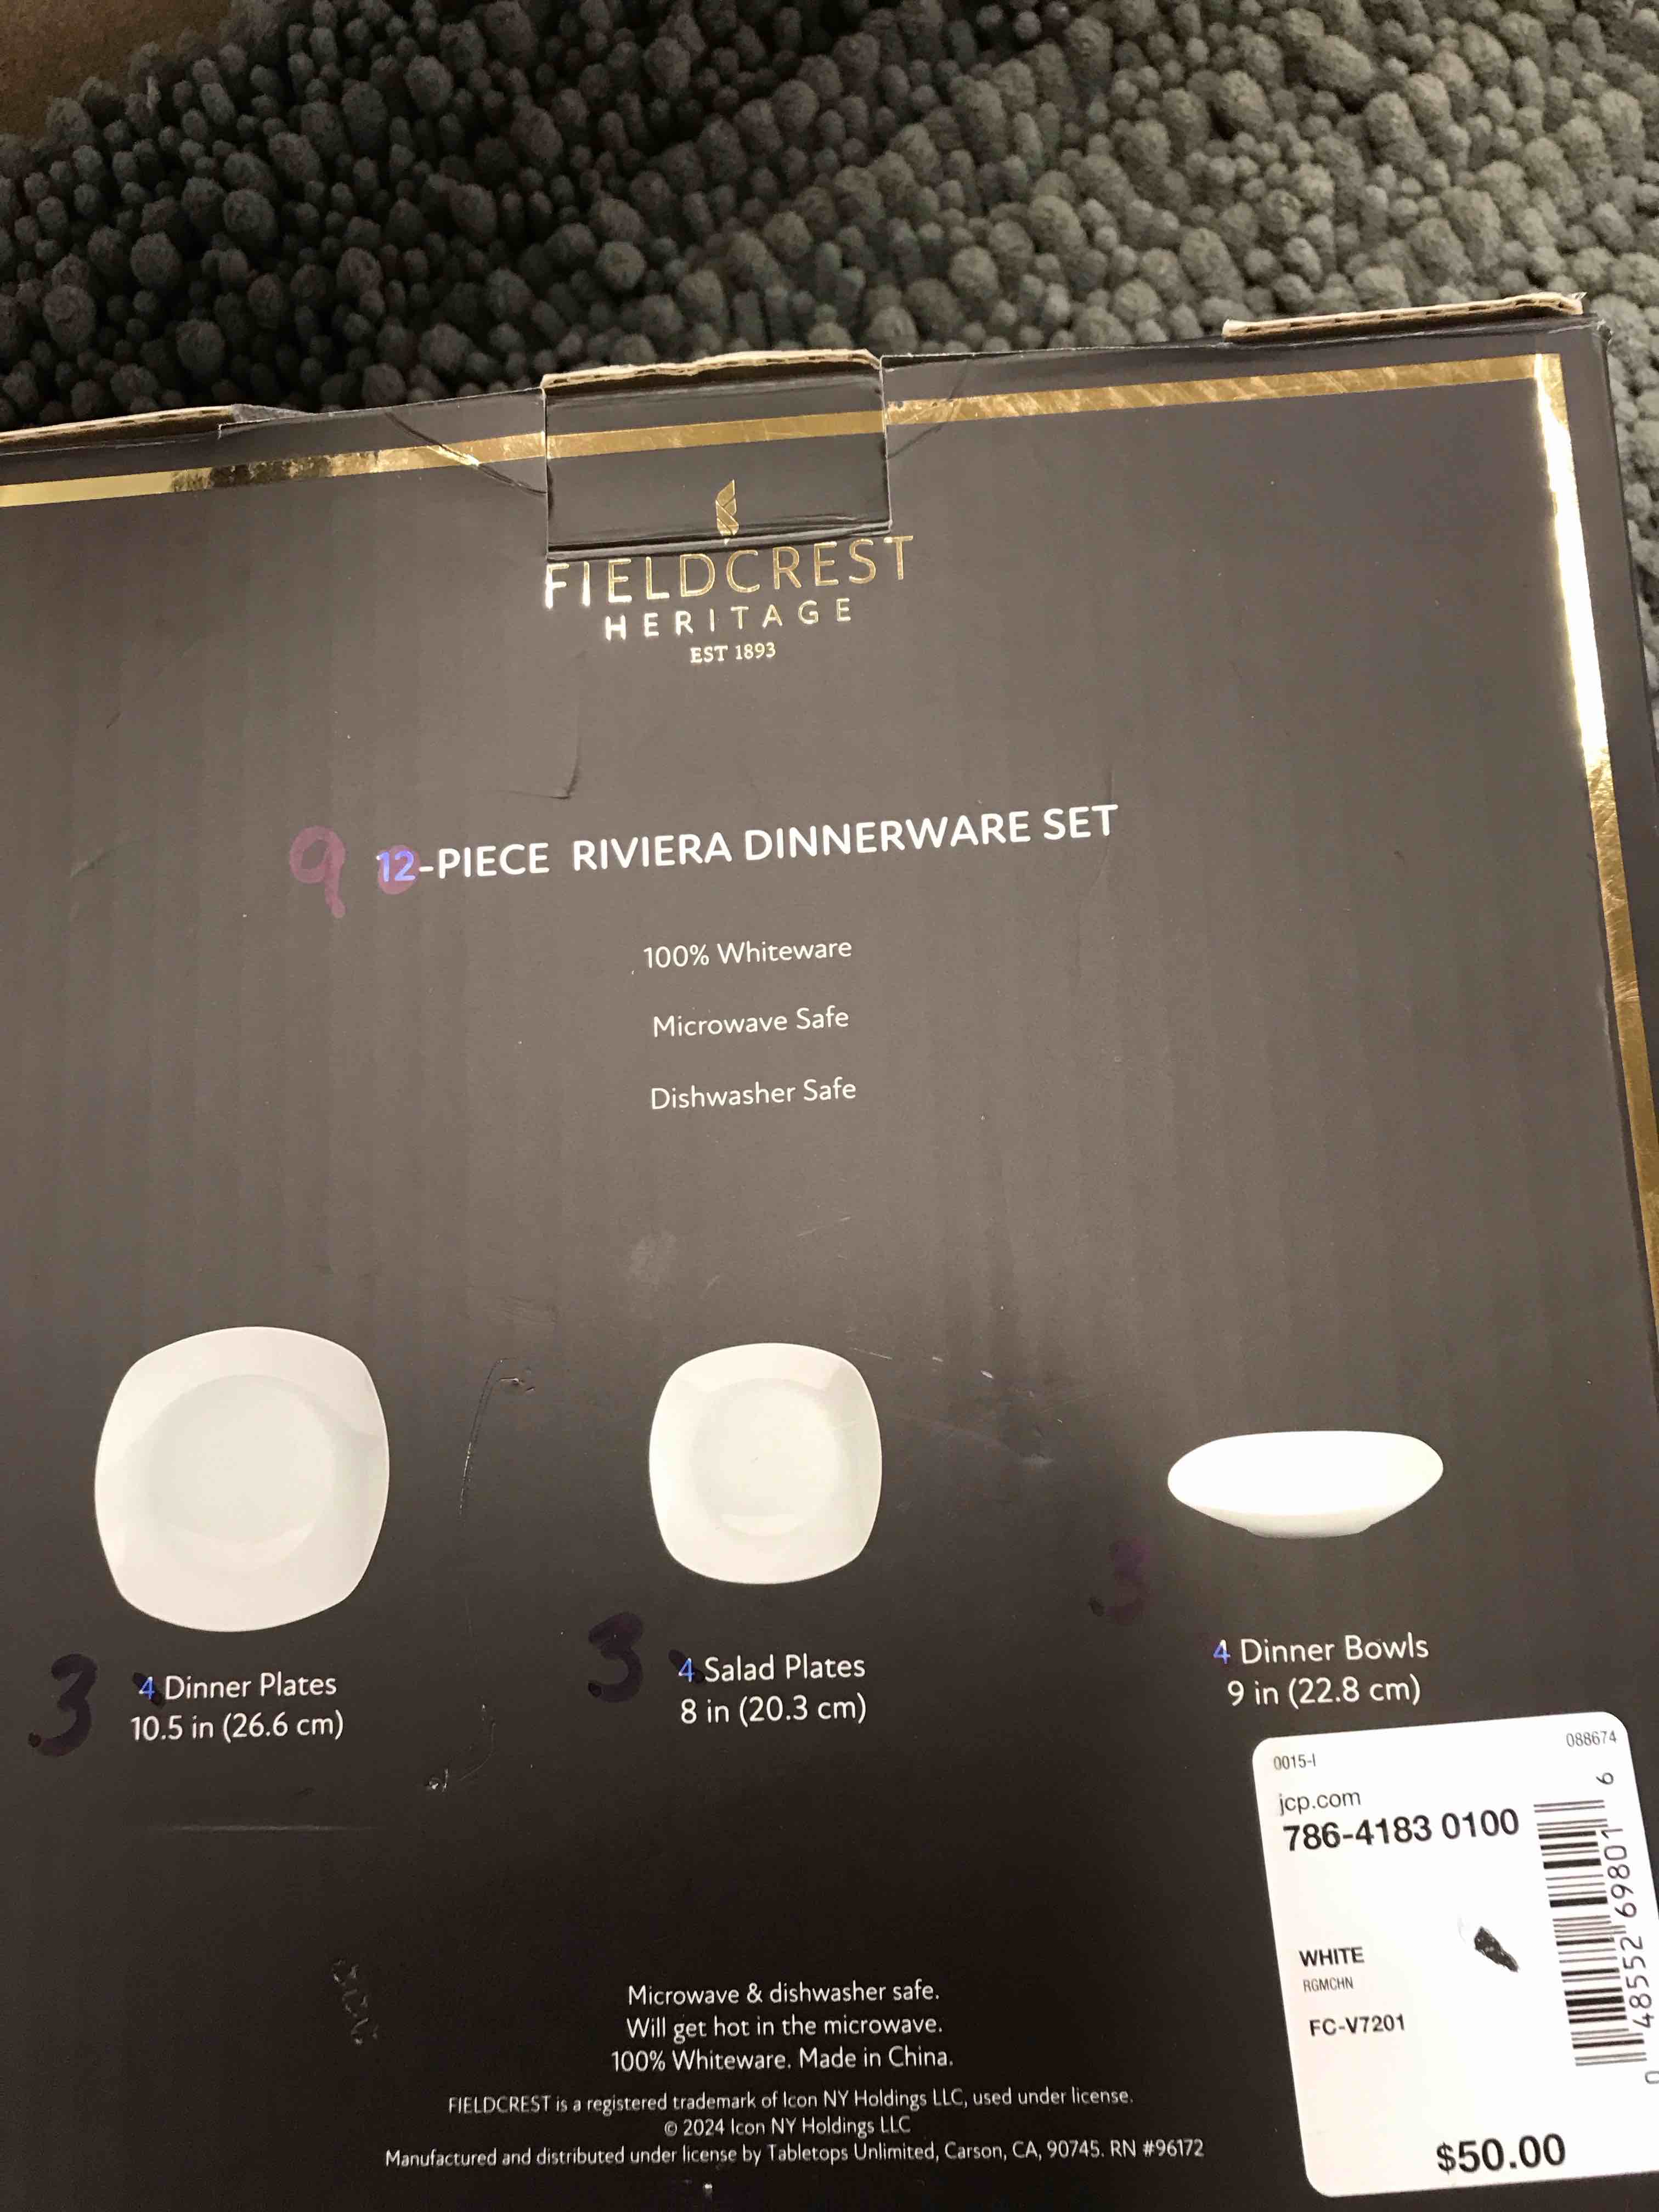 FIELDCREST
HERITAGE
EST 1893
9 12-PIECE RIVIERA DINNERWARE SET
100% Whiteware
Microwave Safe
Dishwasher Safe
3 4 Dinner Plates
10.5 in (26.6 cm)
3 4 Salad Plates
8 in (20.3 cm)
3
4 Dinner Bowls
9 in (22.8 cm)
0015-I
088674
jcp.com
786-4183 0100
WHITE
RGMCHN
FC-V7201
0 48552 69801 6
$50.00
Microwave & dishwasher safe.
Will get hot in the microwave.
100% Whiteware. Made in China.
FIELDCREST is a registered trademark of Icon NY Holdings LLC, used under license.
© 2024 Icon NY Holdings LLC
Manufactured and distributed under license by Tabletops Unlimited, Carson, CA, 90745. RN #96172